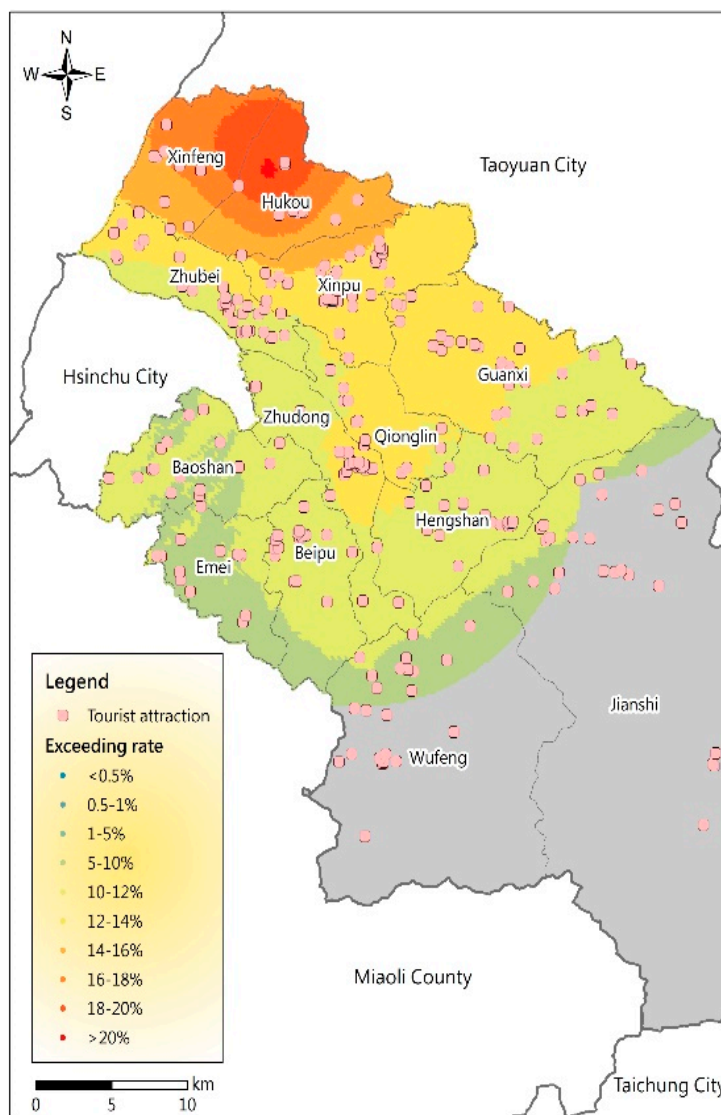 N
W E
S
Taoyuan City
Xinfeng
Hukou
Zhubei
Xinpu
Hsinchu City
Guanxi
Zhudong
Qionglin
Baoshan
Hengshan
Beipu
Emei
Jianshi
Wufeng
Legend
Tourist attraction
Exceeding rate
<0.5%
0.5-1%
1-5%
5-10%
10-12%
12-14%
14-16%
16-18%
18-20%
>20%
Miaoli County
km
0 5 10
Taichung City